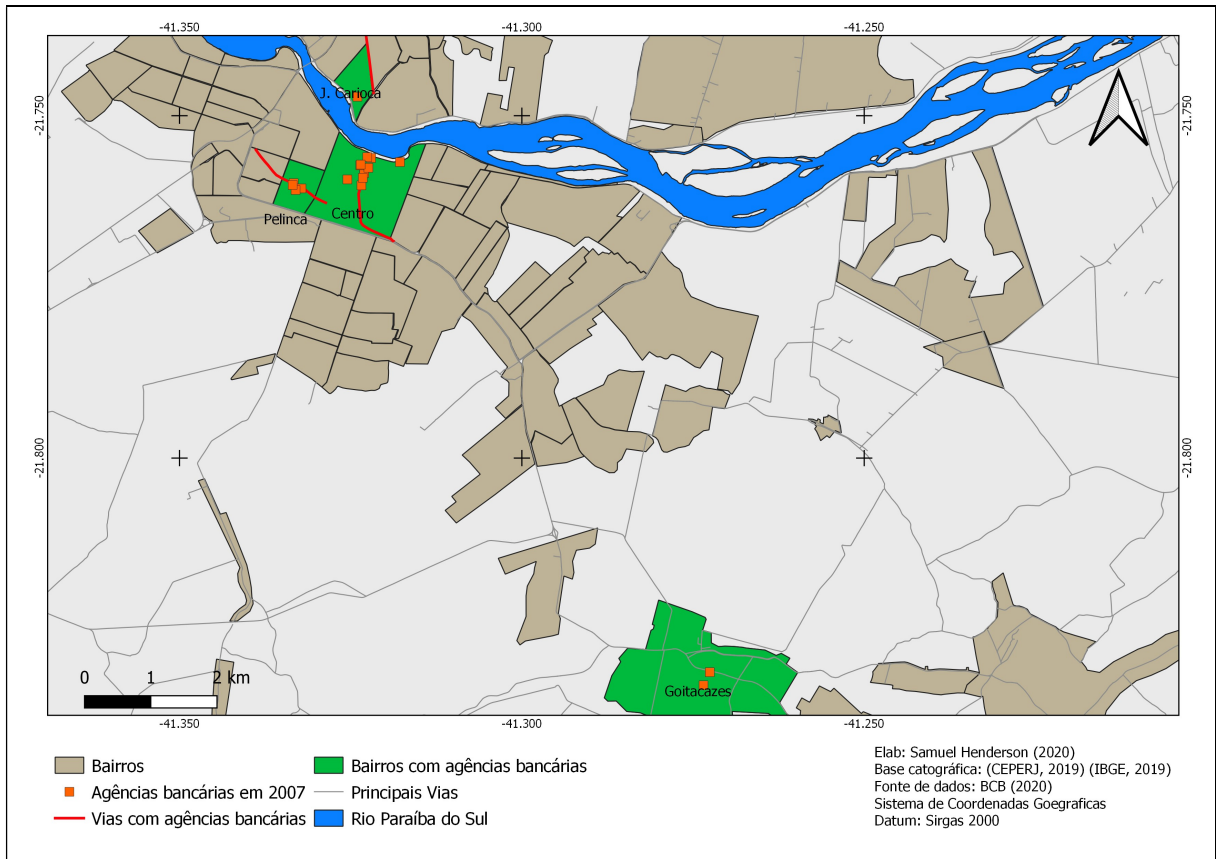 -41.350
-41.300
-41.250
-21.750
-21.750
J. Carioca
Pelinca
Centro
-21.800
-21.800
Goitacazes
0 1 2 km
-41.350
-41.300
-41.250
Bairros
Bairros com agências bancárias
Agências bancárias em 2007
Principais Vias
Vias com agências bancárias
Rio Paraíba do Sul
Elab: Samuel Henderson (2020)
Base catográfica: (CEPERJ, 2019) (IBGE, 2019)
Fonte de dados: BCB (2020)
Sistema de Coordenadas Goegraficas
Datum: Sirgas 2000